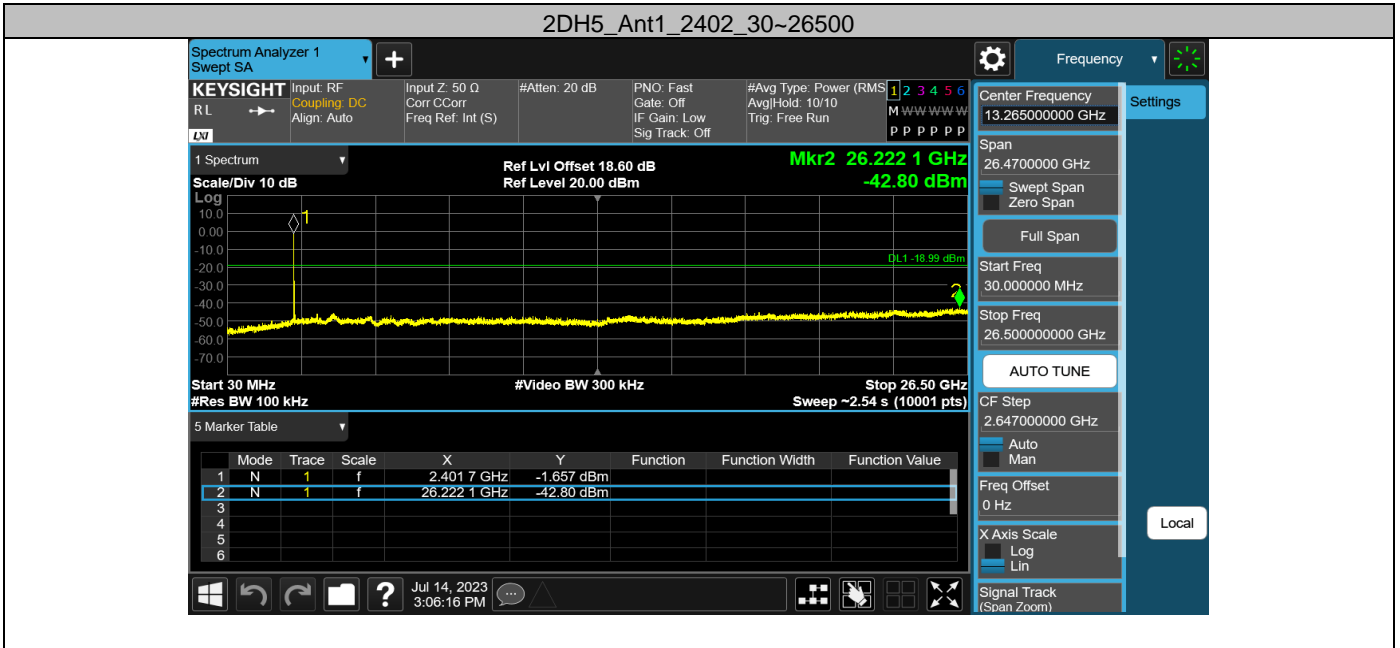 2DH5_Ant1_2402_30~26500
Spectrum Analyzer 1
Swept SA
+
Frequency
KEYSIGHT
RL
LXI
Input: RF
Coupling: DC
Align: Auto
Input Z: 50 Ω
Corr CCorr
Freq Ref: Int (S)
#Atten: 20 dB
PNO: Fast
Gate: Off
IF Gain: Low
Sig Track: Off
#Avg Type: Power (RMS
Avg|Hold: 10/10
Trig: Free Run
1 2 3 4 5 6
M W W W W W
P P P P P P
1 Spectrum
Scale/Div 10 dB
Ref Lvl Offset 18.60 dB
Ref Level 20.00 dBm
Mkr2 26.222 1 GHz
-42.80 dBm
Log
10.0
0.00
-10.0
-20.0
-30.0
-40.0
-50.0
-60.0
-70.0
1
DL1 -18.99 dBm
2
Start 30 MHz
#Video BW 300 kHz
Stop 26.50 GHz
#Res BW 100 kHz
Sweep ~2.54 s (10001 pts)
5 Marker Table
Mode Trace Scale X Y Function Function Width Function Value
1 N 1 f 2.401 7 GHz -1.657 dBm
2 N 1 f 26.222 1 GHz -42.80 dBm
3
4
5
6
?
Jul 14, 2023
3:06:16 PM
Center Frequency
13.265000000 GHz
Span
26.4700000 GHz
Swept Span
Zero Span
Full Span
Start Freq
30.000000 MHz
Stop Freq
26.500000000 GHz
AUTO TUNE
CF Step
2.647000000 GHz
Auto
Man
Freq Offset
0 Hz
X Axis Scale
Log
Lin
Signal Track
(Span Zoom)
Settings
Local